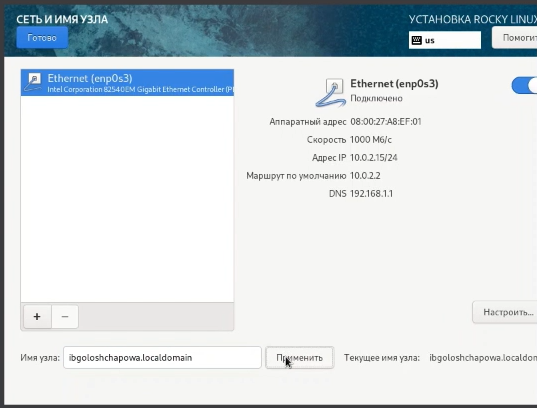 СЕТЬ И ИМЯ УЗЛА
УСТАНОВКА ROCKY LINUX
Готово
us
Ethernet (enp0s3)
Intel Corporation 82540EM Gigabit Ethernet Controller (P
Ethernet (enp0s3)
Подключено
Аппаратный адрес 08:00:27:A8:EF:01
Скорость 1000 Мб/с
Адрес IP 10.0.2.15/24
Маршрут по умолчанию 10.0.2.2
DNS 192.168.1.1
+ −
Настроить...
Имя узла: ibgoloshchapowa.localdomain Применить Текущее имя узла: